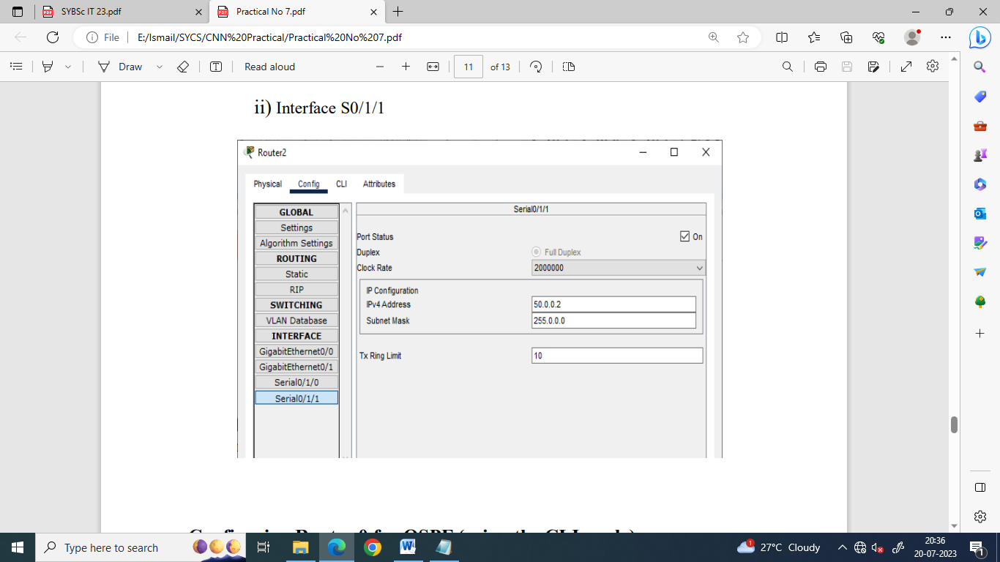 SYBSc IT 23.pdf
Practical No 7.pdf
File
E:/Ismail/SYCS/CNN%20Practical/Practical%20No%207.pdf
Draw
Read aloud
11
of 13
ii) Interface S0/1/1
Router2
Physical
Config
CLI
Attributes
GLOBAL
Settings
Algorithm Settings
ROUTING
Static
RIP
SWITCHING
VLAN Database
INTERFACE
GigabitEthernet0/0
GigabitEthernet0/1
Serial0/1/0
Serial0/1/1
Serial0/1/1
Port Status
On
Duplex
Full Duplex
Clock Rate
2000000
IP Configuration
IPv4 Address
50.0.0.2
Subnet Mask
255.0.0.0
Tx Ring Limit
10
Type here to search
1
27°C Cloudy
20:36
20-07-2023
1